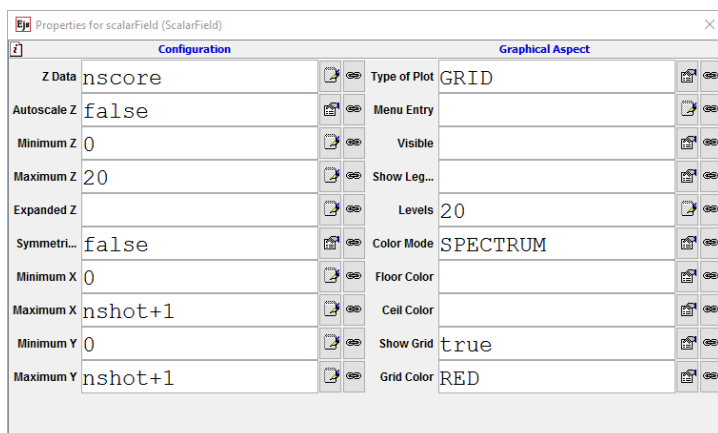 Ejs Properties for scalarField (ScalarField)
i Configuration Graphical Aspect
Z Data nscore Type of Plot GRID
Autoscale Z false Menu Entry
Minimum Z 0 Visible
Maximum Z 20 Show Leg...
Expanded Z Levels 20
Symmetri... false Color Mode SPECTRUM
Minimum X 0 Floor Color
Maximum X nshot+1 Ceil Color
Minimum Y 0 Show Grid true
Maximum Y nshot+1 Grid Color RED